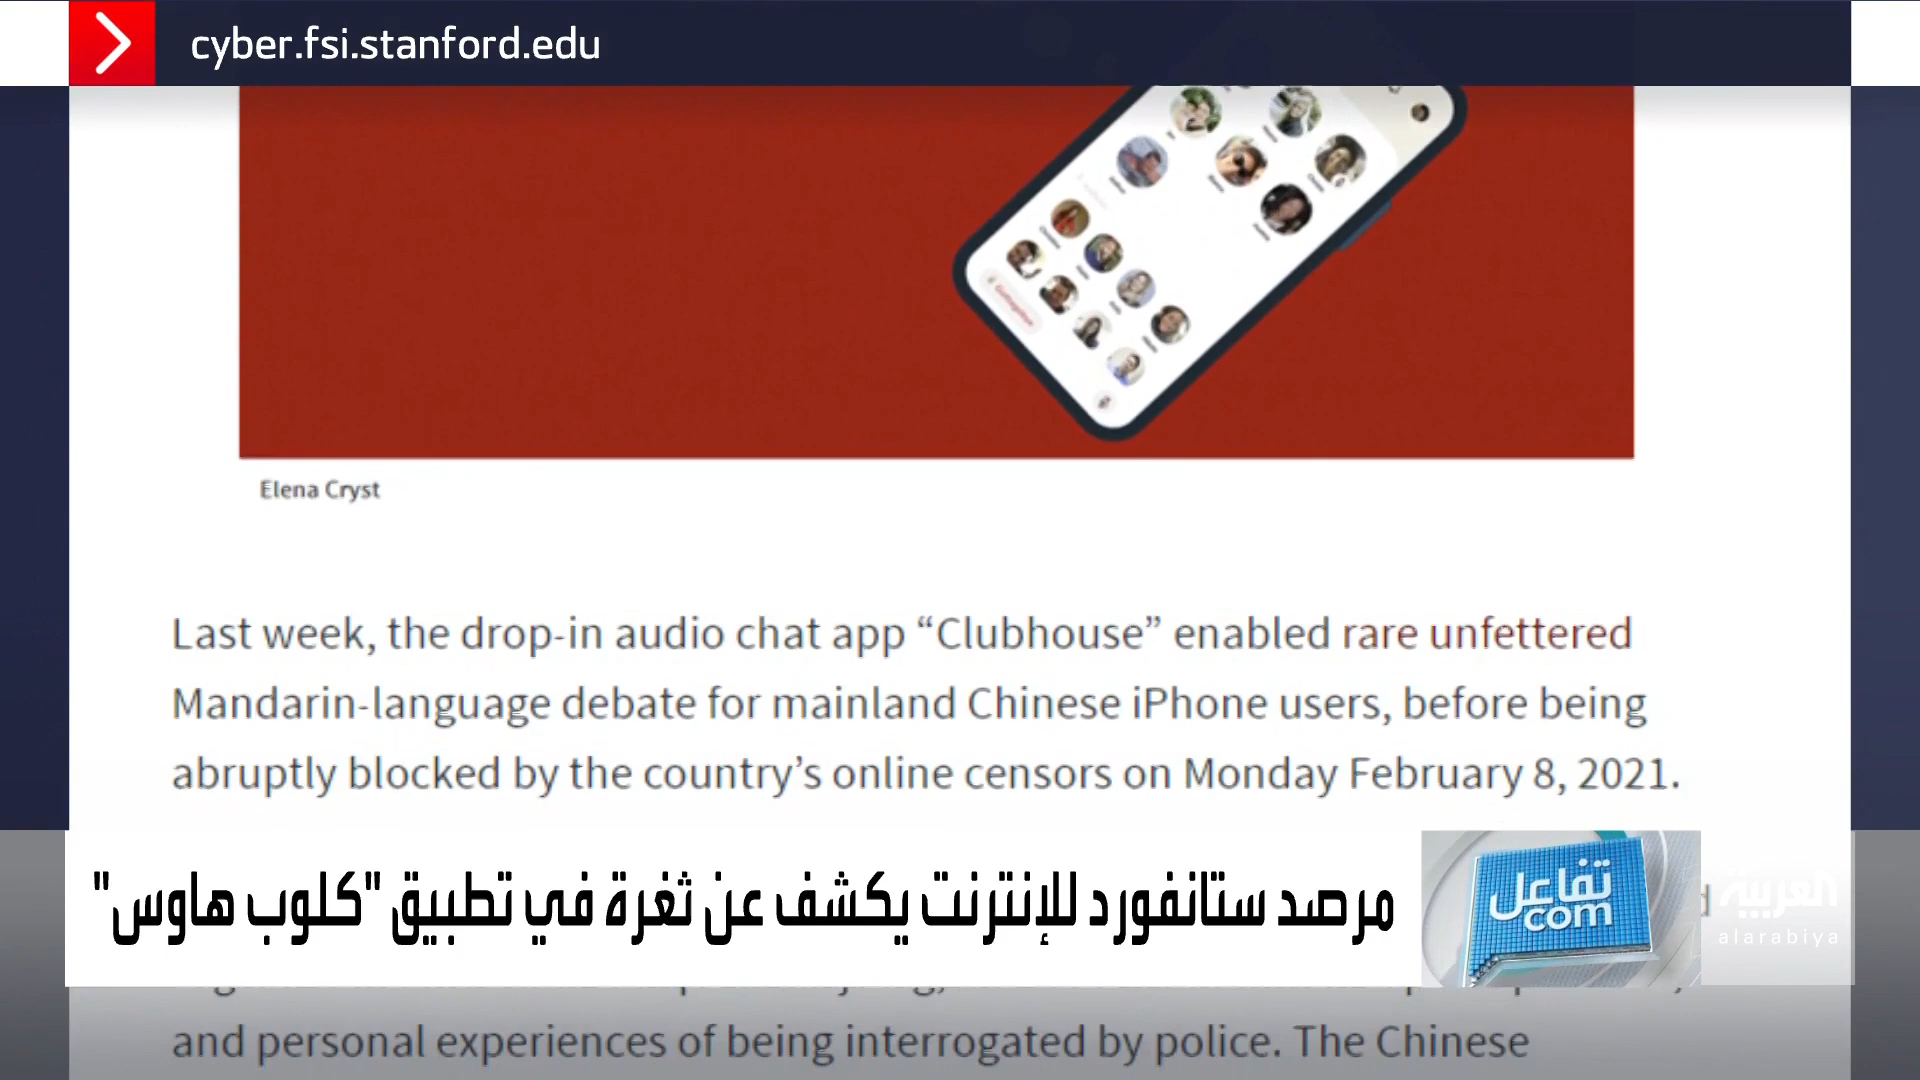 cyber.fsi.stanford.edu
Elena Cryst
Last week, the drop-in audio chat app “Clubhouse” enabled rare unfettered
Mandarin-language debate for mainland Chinese iPhone users, before being
abruptly blocked by the country’s online censors on Monday February 8, 2021.
مرصد ستانفورد للإنترنت يكشف عن ثغرة في تطبيق "كلوب هاوس"
تفاعل
com
العربية
alarabiya
and personal experiences of being interrogated by police. The Chinese